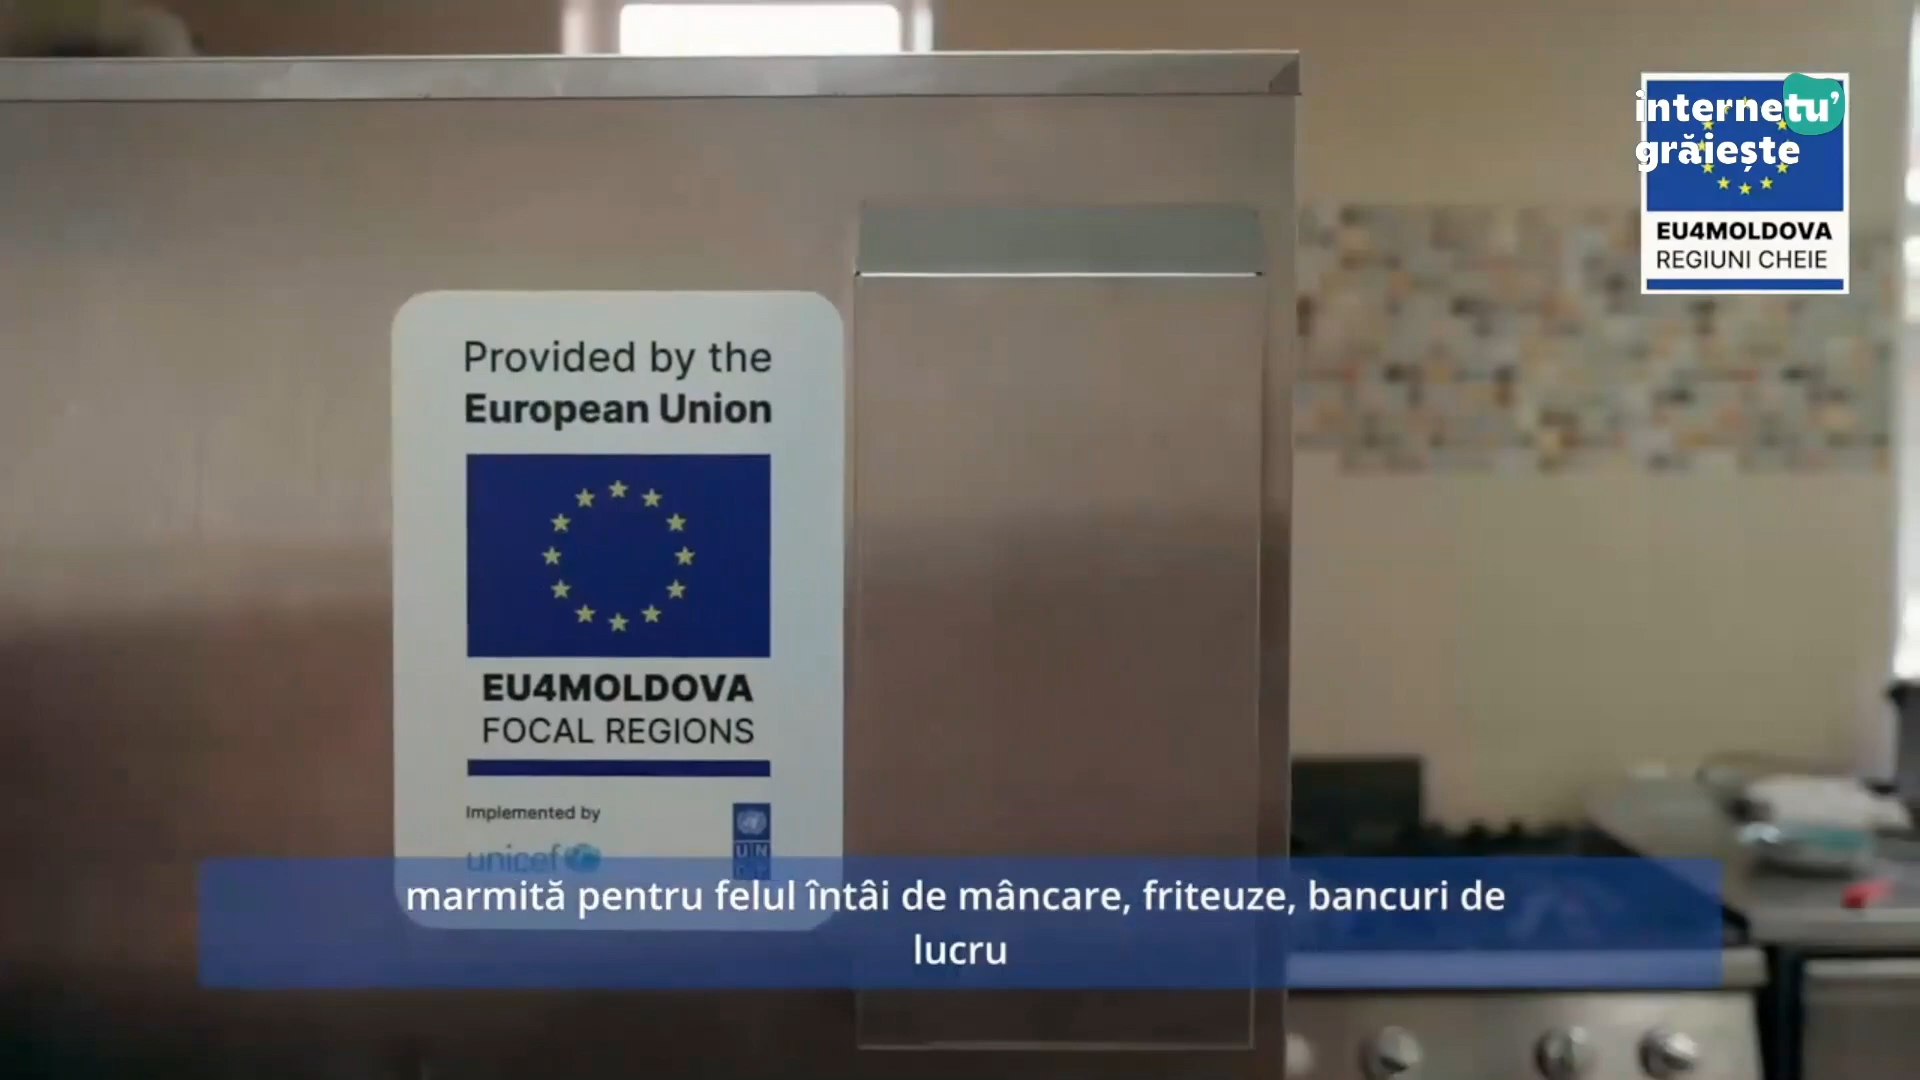 internetu'
grăiește
EU4MOLDOVA
REGIUNI CHEIE
Provided by the
European Union
EU4MOLDOVA
FOCAL REGIONS
Implemented by
unicef
UN
marmită pentru felul întâi de mâncare, friteuze, bancuri de
lucru